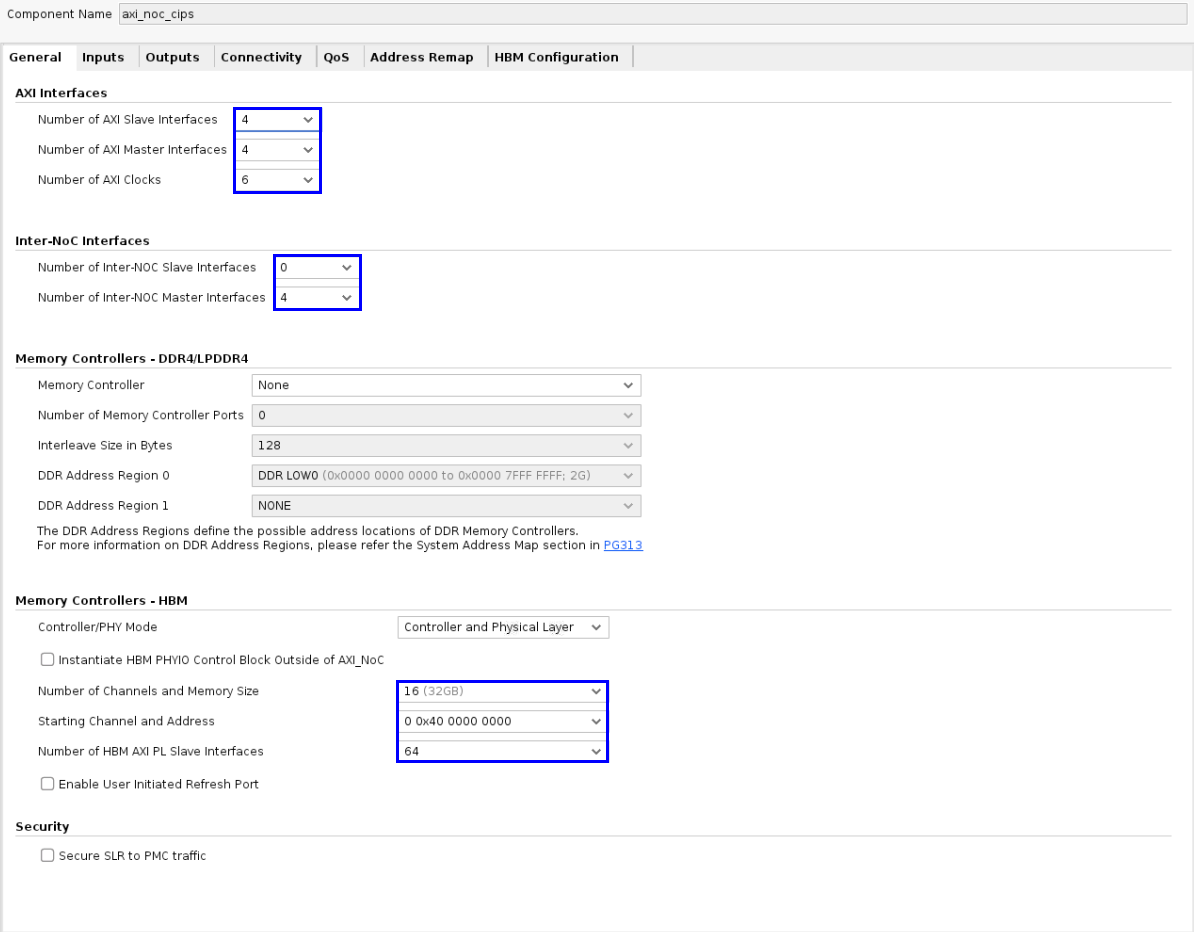 Component Name axi_noc_cips
General Inputs Outputs Connectivity QoS Address Remap HBM Configuration
AXI Interfaces
Number of AXI Slave Interfaces 4
Number of AXI Master Interfaces 4
Number of AXI Clocks 6
Inter-NoC Interfaces
Number of Inter-NOC Slave Interfaces 0
Number of Inter-NOC Master Interfaces 4
Memory Controllers - DDR4/LPDDR4
Memory Controller None
Number of Memory Controller Ports 0
Interleave Size in Bytes 128
DDR Address Region 0 DDR LOW0 (0x0000 0000 0000 to 0x0000 7FFF FFFF; 2G)
DDR Address Region 1 NONE
The DDR Address Regions define the possible address locations of DDR Memory Controllers.
For more information on DDR Address Regions, please refer the System Address Map section in PG313
Memory Controllers - HBM
Controller/PHY Mode Controller and Physical Layer
Instantiate HBM PHYIO Control Block Outside of AXI_NoC
Number of Channels and Memory Size 16 (32GB)
Starting Channel and Address 0 0x40 0000 0000
Number of HBM AXI PL Slave Interfaces 64
Enable User Initiated Refresh Port
Security
Secure SLR to PMC traffic